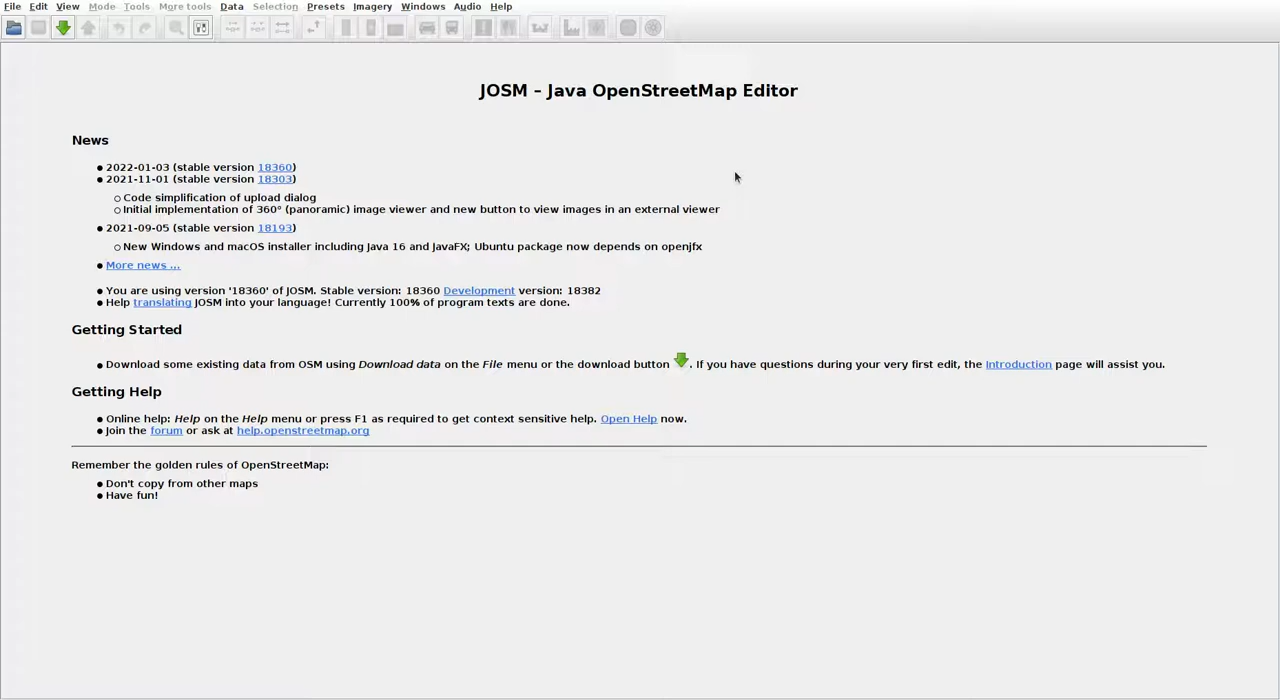 File Edit View Mode Tools More tools Data Selection Presets Imagery Windows Audio Help
JOSM – Java OpenStreetMap Editor
News
2022-01-03 (stable version 18360)
2021-11-01 (stable version 18303)
Code simplification of upload dialog
Initial implementation of 360° (panoramic) image viewer and new button to view images in an external viewer
2021-09-05 (stable version 18193)
New Windows and macOS installer including Java 16 and JavaFX; Ubuntu package now depends on openjfx
More news ...
You are using version '18360' of JOSM. Stable version: 18360 Development version: 18382
Help translating JOSM into your language! Currently 100% of program texts are done.
Getting Started
Download some existing data from OSM using Download data on the File menu or the download button . If you have questions during your very first edit, the Introduction page will assist you.
Getting Help
Online help: Help on the Help menu or press F1 as required to get context sensitive help. Open Help now.
Join the forum or ask at help.openstreetmap.org
Remember the golden rules of OpenStreetMap:
Don't copy from other maps
Have fun!